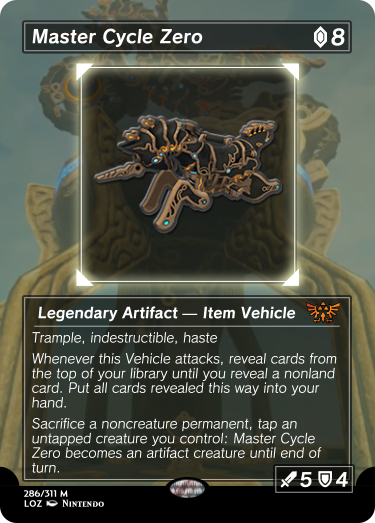 Master Cycle Zero 8
Legendary Artifact — Item Vehicle
Trample, indestructible, haste
Whenever this Vehicle attacks, reveal cards from
the top of your library until you reveal a nonland
card. Put all cards revealed this way into your
hand.
Sacrifice a noncreature permanent, tap an
untapped creature you control: Master Cycle
Zero becomes an artifact creature until end of
turn.
5 4
286/311 M
LOZ Nintendo